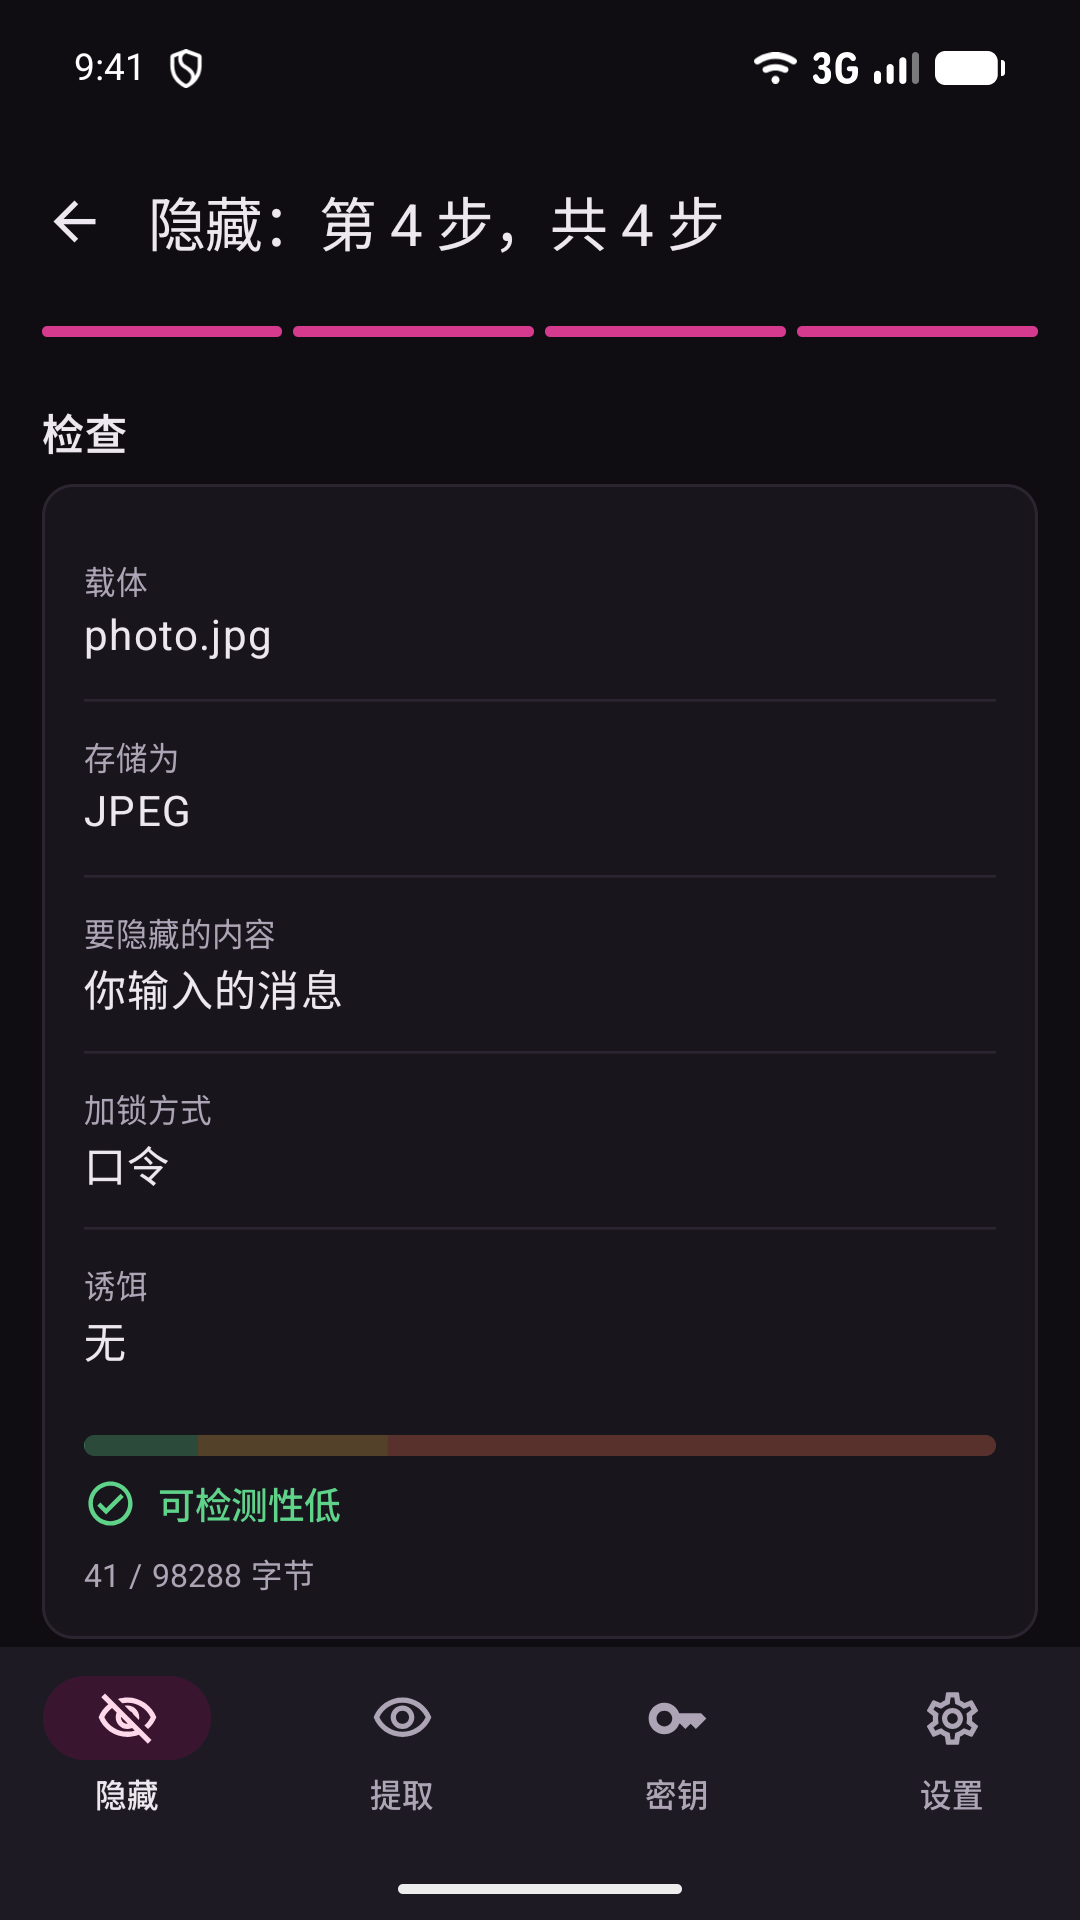 9:41
3G
隐藏：第 4 步，共 4 步
检查
载体
photo.jpg
存储为
JPEG
要隐藏的内容
你输入的消息
加锁方式
口令
诱饵
无
可检测性低
41 / 98288 字节
隐藏
提取
密钥
设置